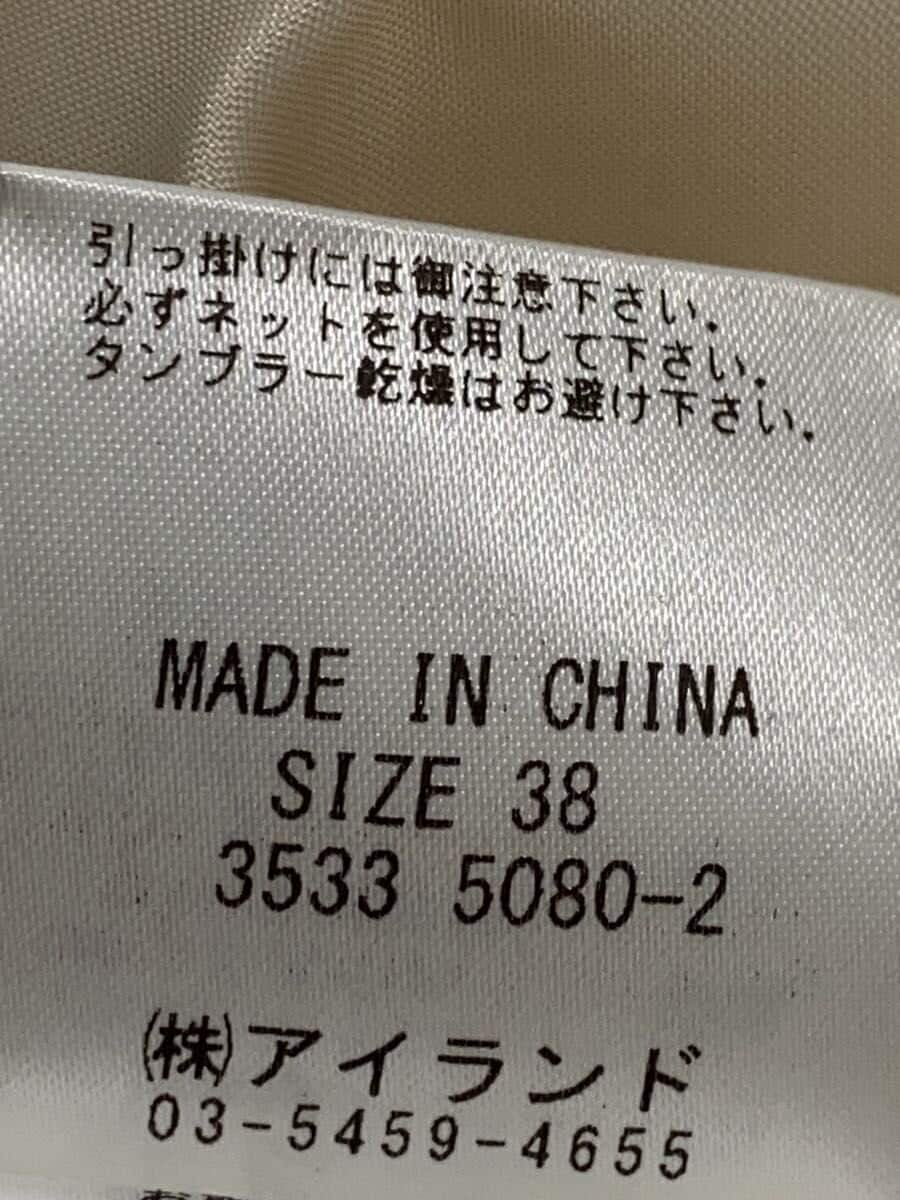 引っ掛けには御注意下さい.
必ずネットを使用して下さい.
タンブラー乾燥はお避け下さい.
MADE IN CHINA
SIZE 38
3533 5080-2
(株)アイランド
03-5459-4655